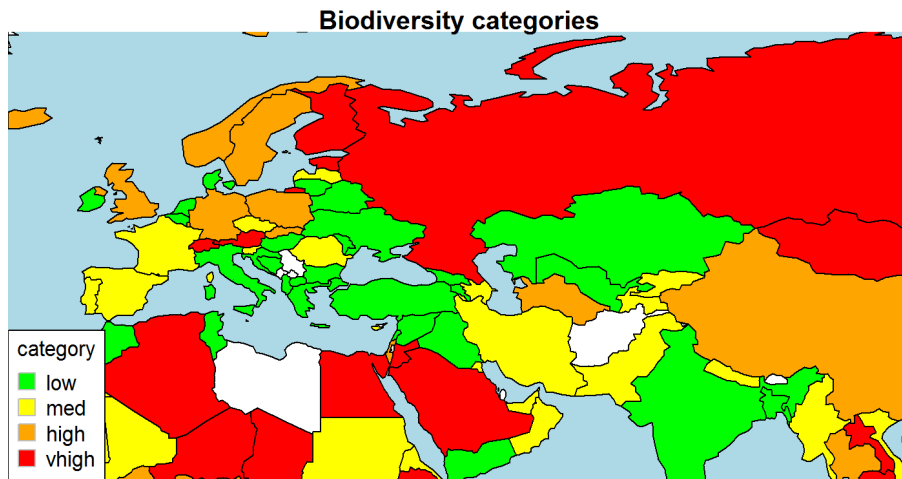 Biodiversity categories
category
low
med
high
vhigh